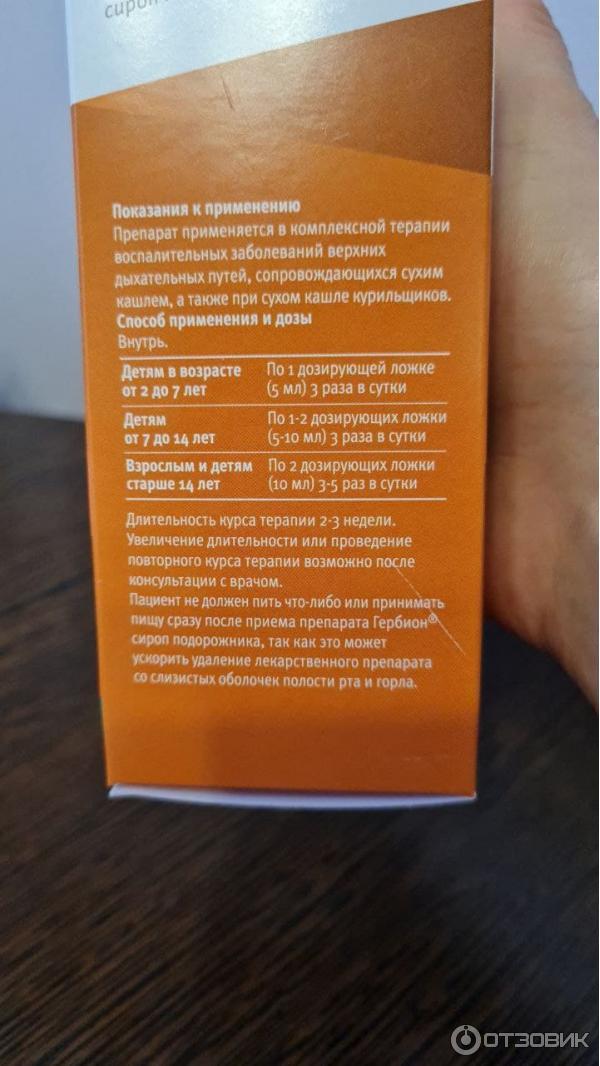 сироп
Показания к применению
Препарат применяется в комплексной терапии
воспалительных заболеваний верхних
дыхательных путей, сопровождающихся сухим
кашлем, а также при сухом кашле курильщиков.
Способ применения и дозы
Внутрь.
Детям в возрасте По 1 дозирующей ложке
от 2 до 7 лет (5 мл) 3 раза в сутки
Детям По 1-2 дозирующих ложки
от 7 до 14 лет (5-10 мл) 3 раза в сутки
Взрослым и детям По 2 дозирующих ложки
старше 14 лет (10 мл) 3-5 раз в сутки
Длительность курса терапии 2-3 недели.
Увеличение длительности или проведение
повторного курса терапии возможно после
консультации с врачом.
Пациент не должен пить что-либо или принимать
пищу сразу после приема препарата Гербион®
сироп подорожника, так как это может
ускорить удаление лекарственного препарата
со слизистых оболочек полости рта и горла.
ОТЗОВИК